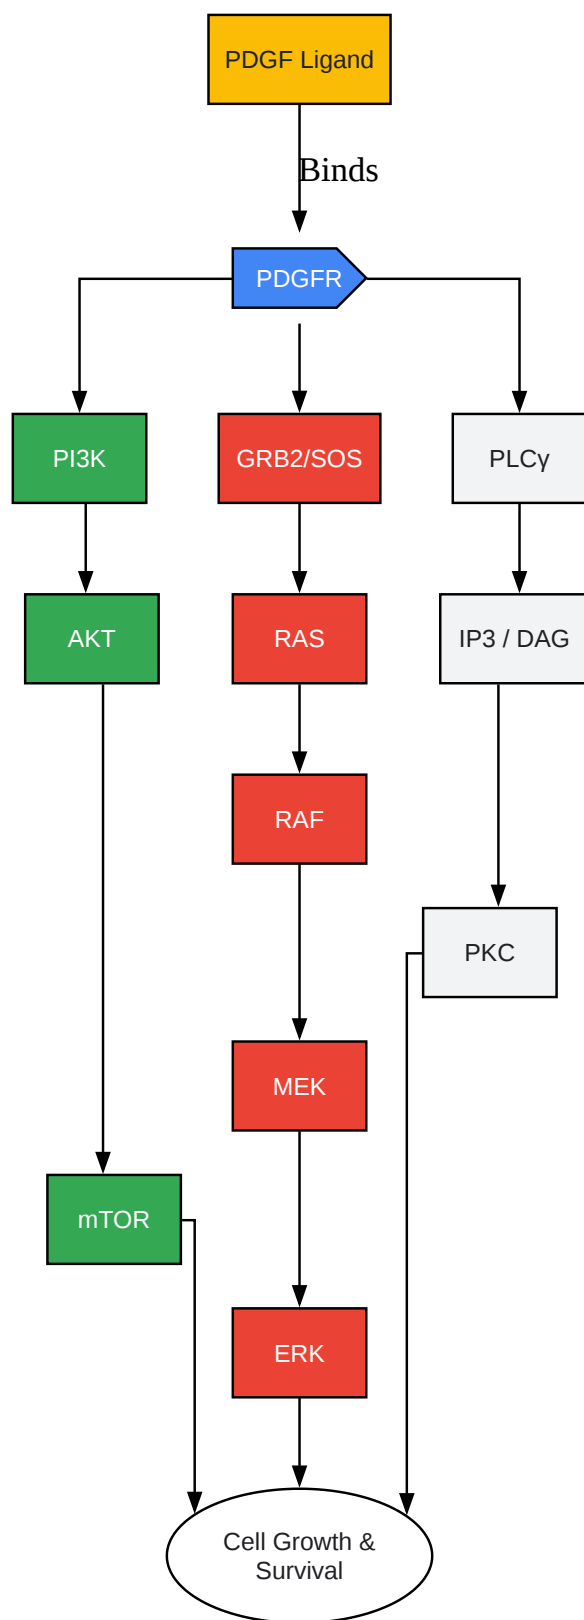 PDGF Ligand
Binds
PDGFR
PI3K
GRB2/SOS
PLCγ
AKT
RAS
IP3 / DAG
RAF
PKC
MEK
mTOR
ERK
Cell Growth &
Survival